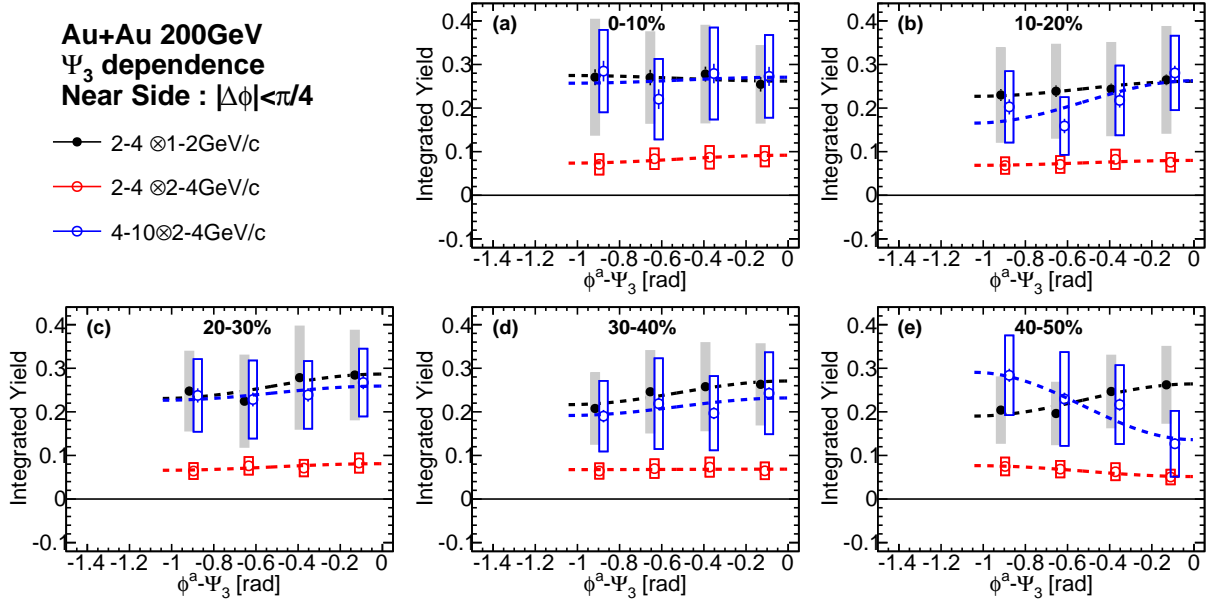 Au+Au 200GeV
Ψ3 dependence
Near Side : |Δϕ|<π/4
2-4 ⊗1-2GeV/c
2-4 ⊗2-4GeV/c
4-10⊗2-4GeV/c
(a) 0-10%
Integrated Yield
0.4
0.3
0.2
0.1
0
-0.1
-1.4 -1.2 -1 -0.8 -0.6 -0.4 -0.2 0
ϕa-Ψ3 [rad]
(b) 10-20%
Integrated Yield
0.4
0.3
0.2
0.1
0
-0.1
-1.4 -1.2 -1 -0.8 -0.6 -0.4 -0.2 0
ϕa-Ψ3 [rad]
(c) 20-30%
Integrated Yield
0.4
0.3
0.2
0.1
0
-0.1
-1.4 -1.2 -1 -0.8 -0.6 -0.4 -0.2 0
ϕa-Ψ3 [rad]
(d) 30-40%
Integrated Yield
0.4
0.3
0.2
0.1
0
-0.1
-1.4 -1.2 -1 -0.8 -0.6 -0.4 -0.2 0
ϕa-Ψ3 [rad]
(e) 40-50%
Integrated Yield
0.4
0.3
0.2
0.1
0
-0.1
-1.4 -1.2 -1 -0.8 -0.6 -0.4 -0.2 0
ϕa-Ψ3 [rad]